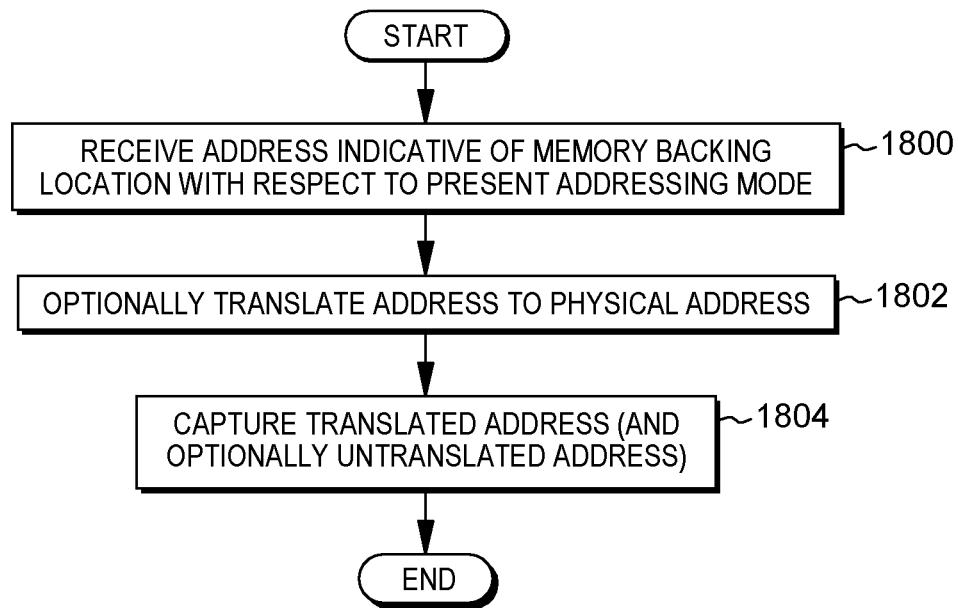 START
RECEIVE ADDRESS INDICATIVE OF MEMORY BACKING
LOCATION WITH RESPECT TO PRESENT ADDRESSING MODE
1800
OPTIONALLY TRANSLATE ADDRESS TO PHYSICAL ADDRESS
1802
CAPTURE TRANSLATED ADDRESS (AND
OPTIONALLY UNTRANSLATED ADDRESS)
1804
END